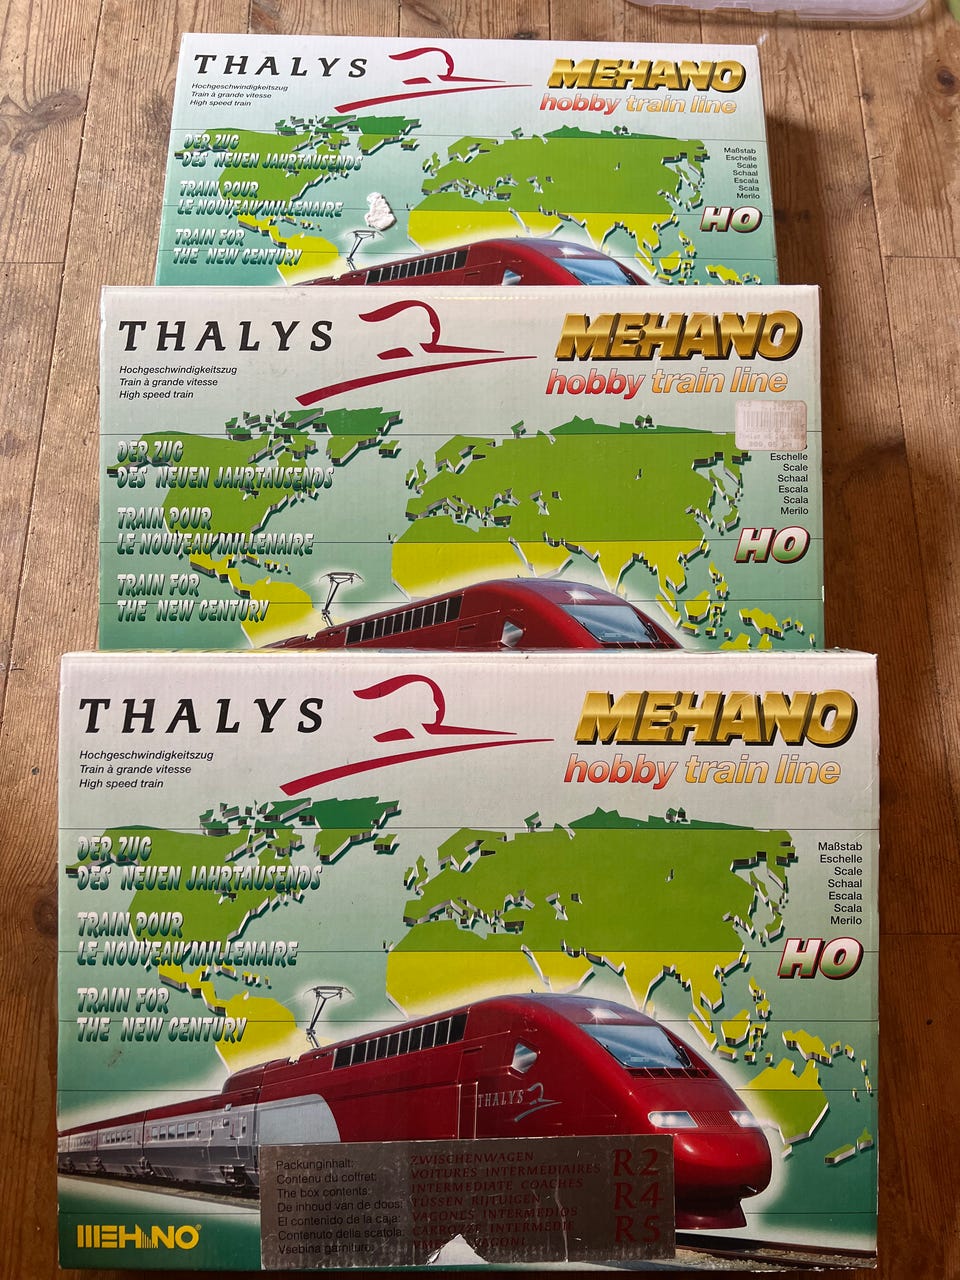 THALYS
Hochgeschwindigkeitszug
Train à grande vitesse
High speed train
MEHANO
hobby train line
DER ZUG
DES NEUEN JAHRTAUSENDS
TRAIN POUR
LE NOUVEAU MILLENAIRE
TRAIN FOR
THE NEW CENTURY
Maßstab
Eschelle
Scale
Schaal
Escala
Scala
Merilo
HO
THALYS
Hochgeschwindigkeitszug
Train à grande vitesse
High speed train
MEHANO
hobby train line
DER ZUG
DES NEUEN JAHRTAUSENDS
TRAIN POUR
LE NOUVEAU MILLENAIRE
TRAIN FOR
THE NEW CENTURY
Eschelle
Scale
Schaal
Escala
Scala
Merilo
HO
THALYS
Hochgeschwindigkeitszug
Train à grande vitesse
High speed train
MEHANO
hobby train line
DER ZUG
DES NEUEN JAHRTAUSENDS
TRAIN POUR
LE NOUVEAU MILLENAIRE
TRAIN FOR
THE NEW CENTURY
Maßstab
Eschelle
Scale
Schaal
Escala
Scala
Merilo
HO
THALYS
Packunginhalt: ZWISCHENWAGEN
Contenu du coffret: VOITURES INTERMEDIAIRES
The box contents: INTERMEDIATE COACHES
De inhoud van de doos: TUSSEN RIJTUIGEN
El contenido de la caja: VAGONES INTERMEDIOS
Contenuto della scatola: CARROZZE INTERMEDIE
Vsebina garniture: VAGONI
R2
R4
R5
MEHANO